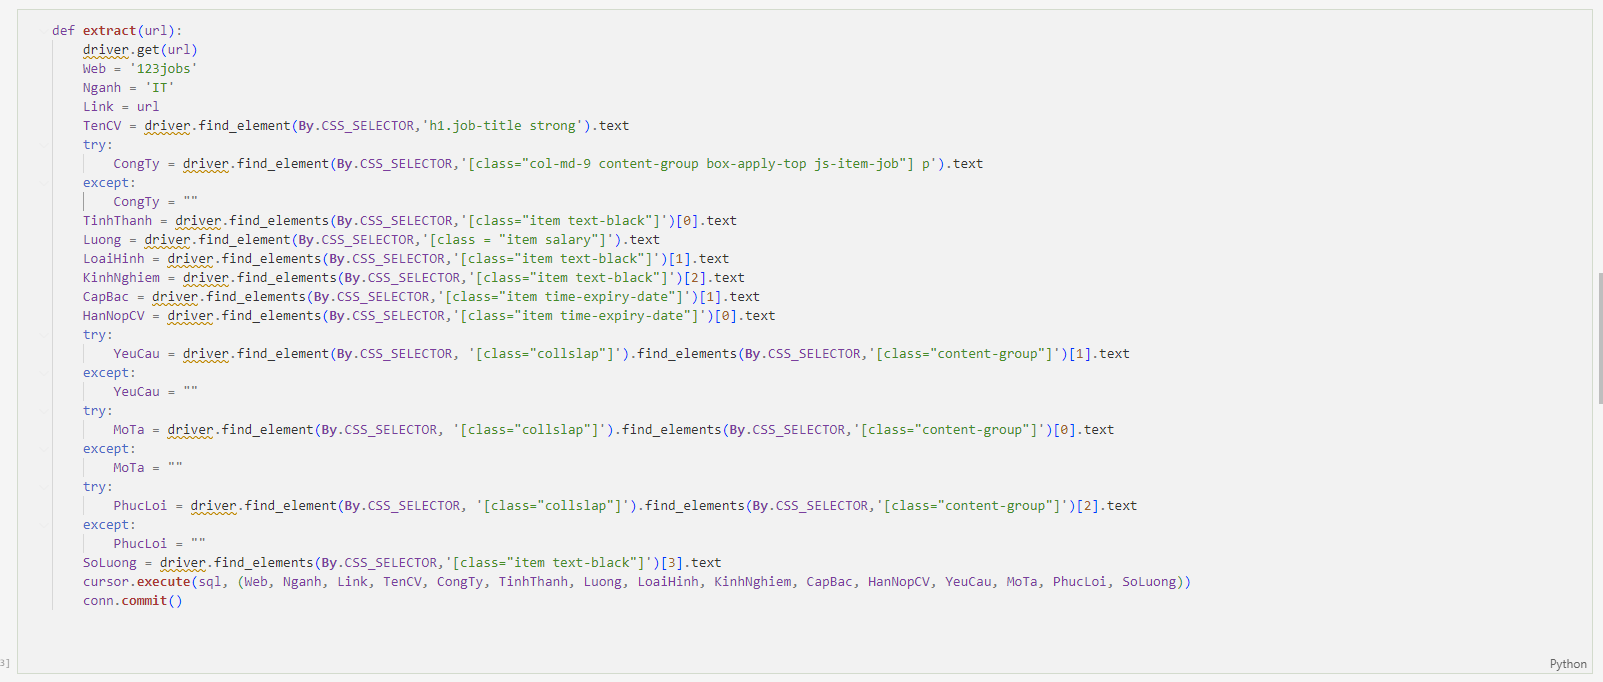 def extract(url):
    driver.get(url)
    Web = '123jobs'
    Nganh = 'IT'
    Link = url
    TenCV = driver.find_element(By.CSS_SELECTOR,'h1.job-title strong').text
    try:
        CongTy = driver.find_element(By.CSS_SELECTOR,'[class="col-md-9 content-group box-apply-top js-item-job"] p').text
    except:
        CongTy = ""
    TinhThanh = driver.find_elements(By.CSS_SELECTOR,'[class="item text-black"]')[0].text
    Luong = driver.find_element(By.CSS_SELECTOR,'[class = "item salary"]').text
    LoaiHinh = driver.find_elements(By.CSS_SELECTOR,'[class="item text-black"]')[1].text
    KinhNghiem = driver.find_elements(By.CSS_SELECTOR,'[class="item text-black"]')[2].text
    CapBac = driver.find_elements(By.CSS_SELECTOR,'[class="item time-expiry-date"]')[1].text
    HanNopCV = driver.find_elements(By.CSS_SELECTOR,'[class="item time-expiry-date"]')[0].text
    try:
        YeuCau = driver.find_element(By.CSS_SELECTOR, '[class="collslap"]').find_elements(By.CSS_SELECTOR,'[class="content-group"]')[1].text
    except:
        YeuCau = ""
    try:
        MoTa = driver.find_element(By.CSS_SELECTOR, '[class="collslap"]').find_elements(By.CSS_SELECTOR,'[class="content-group"]')[0].text
    except:
        MoTa = ""
    try:
        PhucLoi = driver.find_element(By.CSS_SELECTOR, '[class="collslap"]').find_elements(By.CSS_SELECTOR,'[class="content-group"]')[2].text
    except:
        PhucLoi = ""
    SoLuong = driver.find_elements(By.CSS_SELECTOR,'[class="item text-black"]')[3].text
    cursor.execute(sql, (Web, Nganh, Link, TenCV, CongTy, TinhThanh, Luong, LoaiHinh, KinhNghiem, CapBac, HanNopCV, YeuCau, MoTa, PhucLoi, SoLuong))
    conn.commit()
3]
Python